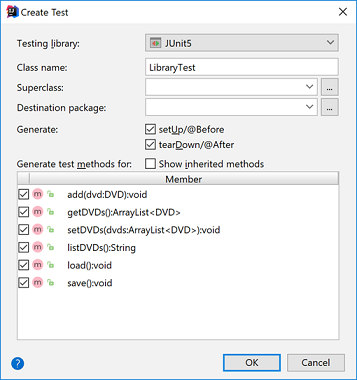 Create Test
Testing library: JUnit5
Class name: LibraryTest
Superclass: ...
Destination package: ...
Generate: setUp/@Before
tearDown/@After
Generate test methods for: Show inherited methods
Member
m add(dvd:DVD):void
m getDVDs():ArrayList<DVD>
m setDVDs(dvds:ArrayList<DVD>):void
m listDVDs():String
m load():void
m save():void
? OK Cancel